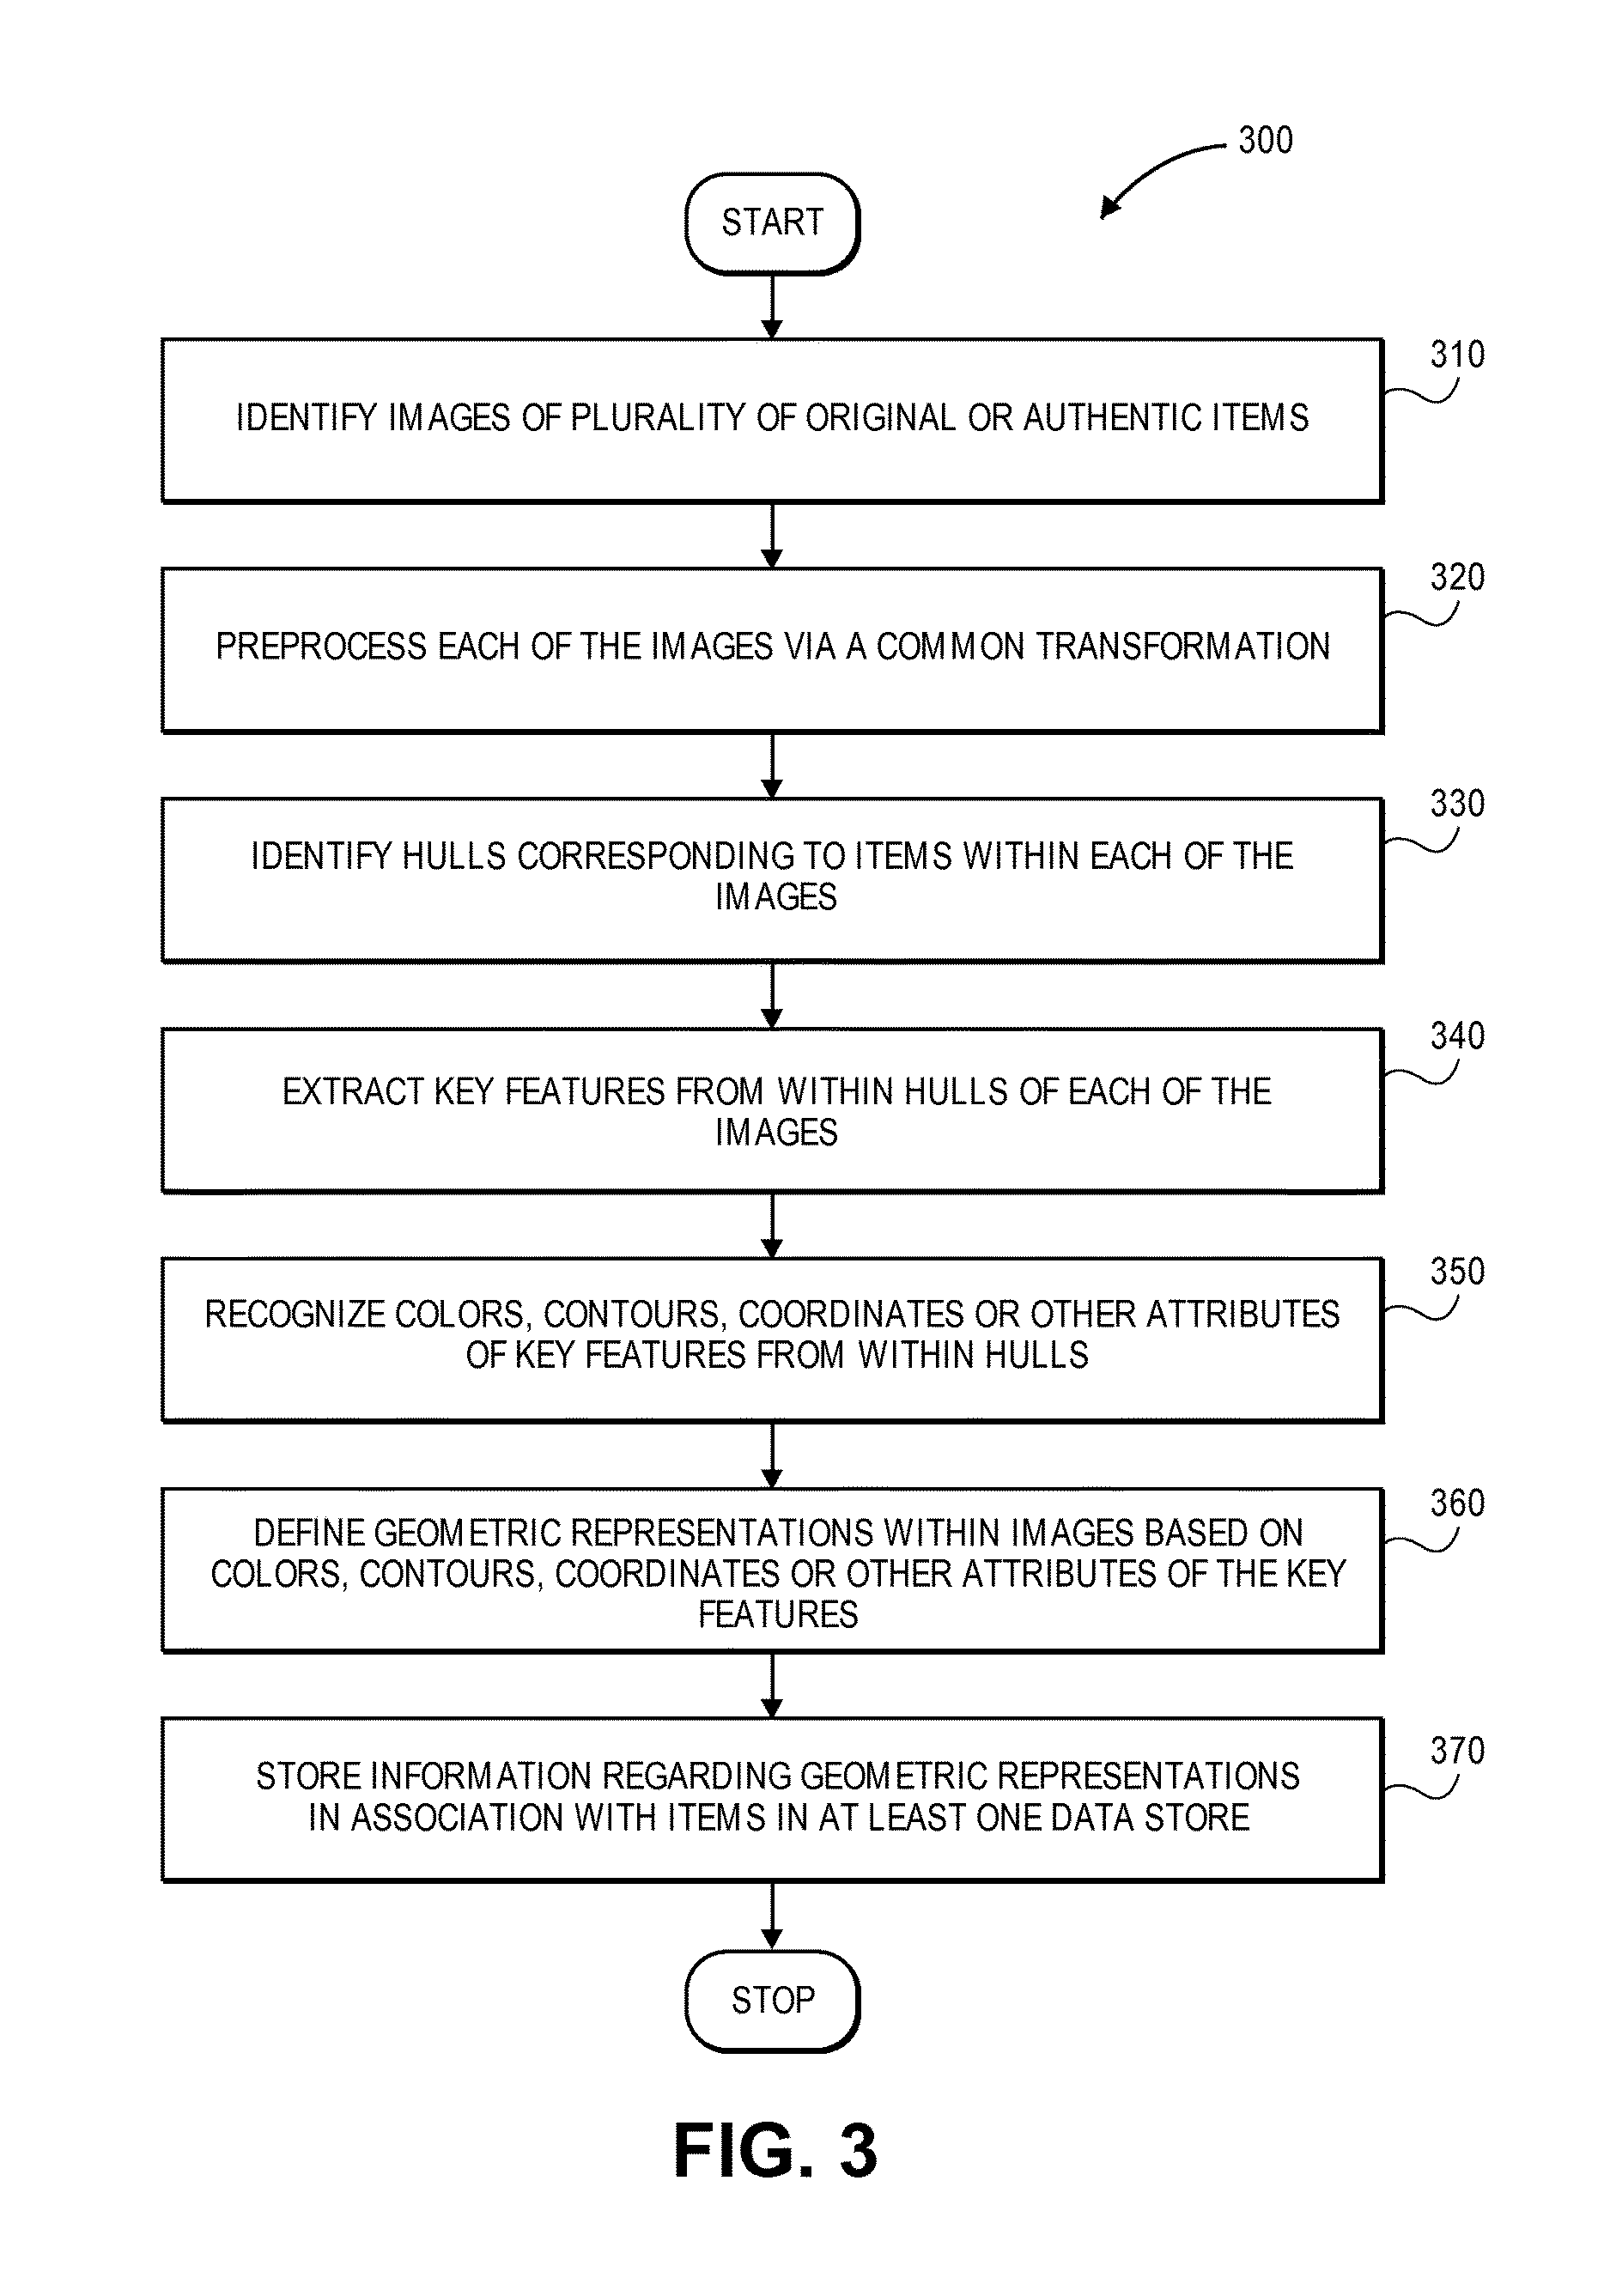 300
START
310
IDENTIFY IMAGES OF PLURALITY OF ORIGINAL OR AUTHENTIC ITEMS
320
PREPROCESS EACH OF THE IMAGES VIA A COMMON TRANSFORMATION
330
IDENTIFY HULLS CORRESPONDING TO ITEMS WITHIN EACH OF THE
IMAGES
340
EXTRACT KEY FEATURES FROM WITHIN HULLS OF EACH OF THE
IMAGES
350
RECOGNIZE COLORS, CONTOURS, COORDINATES OR OTHER ATTRIBUTES
OF KEY FEATURES FROM WITHIN HULLS
360
DEFINE GEOMETRIC REPRESENTATIONS WITHIN IMAGES BASED ON
COLORS, CONTOURS, COORDINATES OR OTHER ATTRIBUTES OF THE KEY
FEATURES
370
STORE INFORMATION REGARDING GEOMETRIC REPRESENTATIONS
IN ASSOCIATION WITH ITEMS IN AT LEAST ONE DATA STORE
STOP
FIG. 3